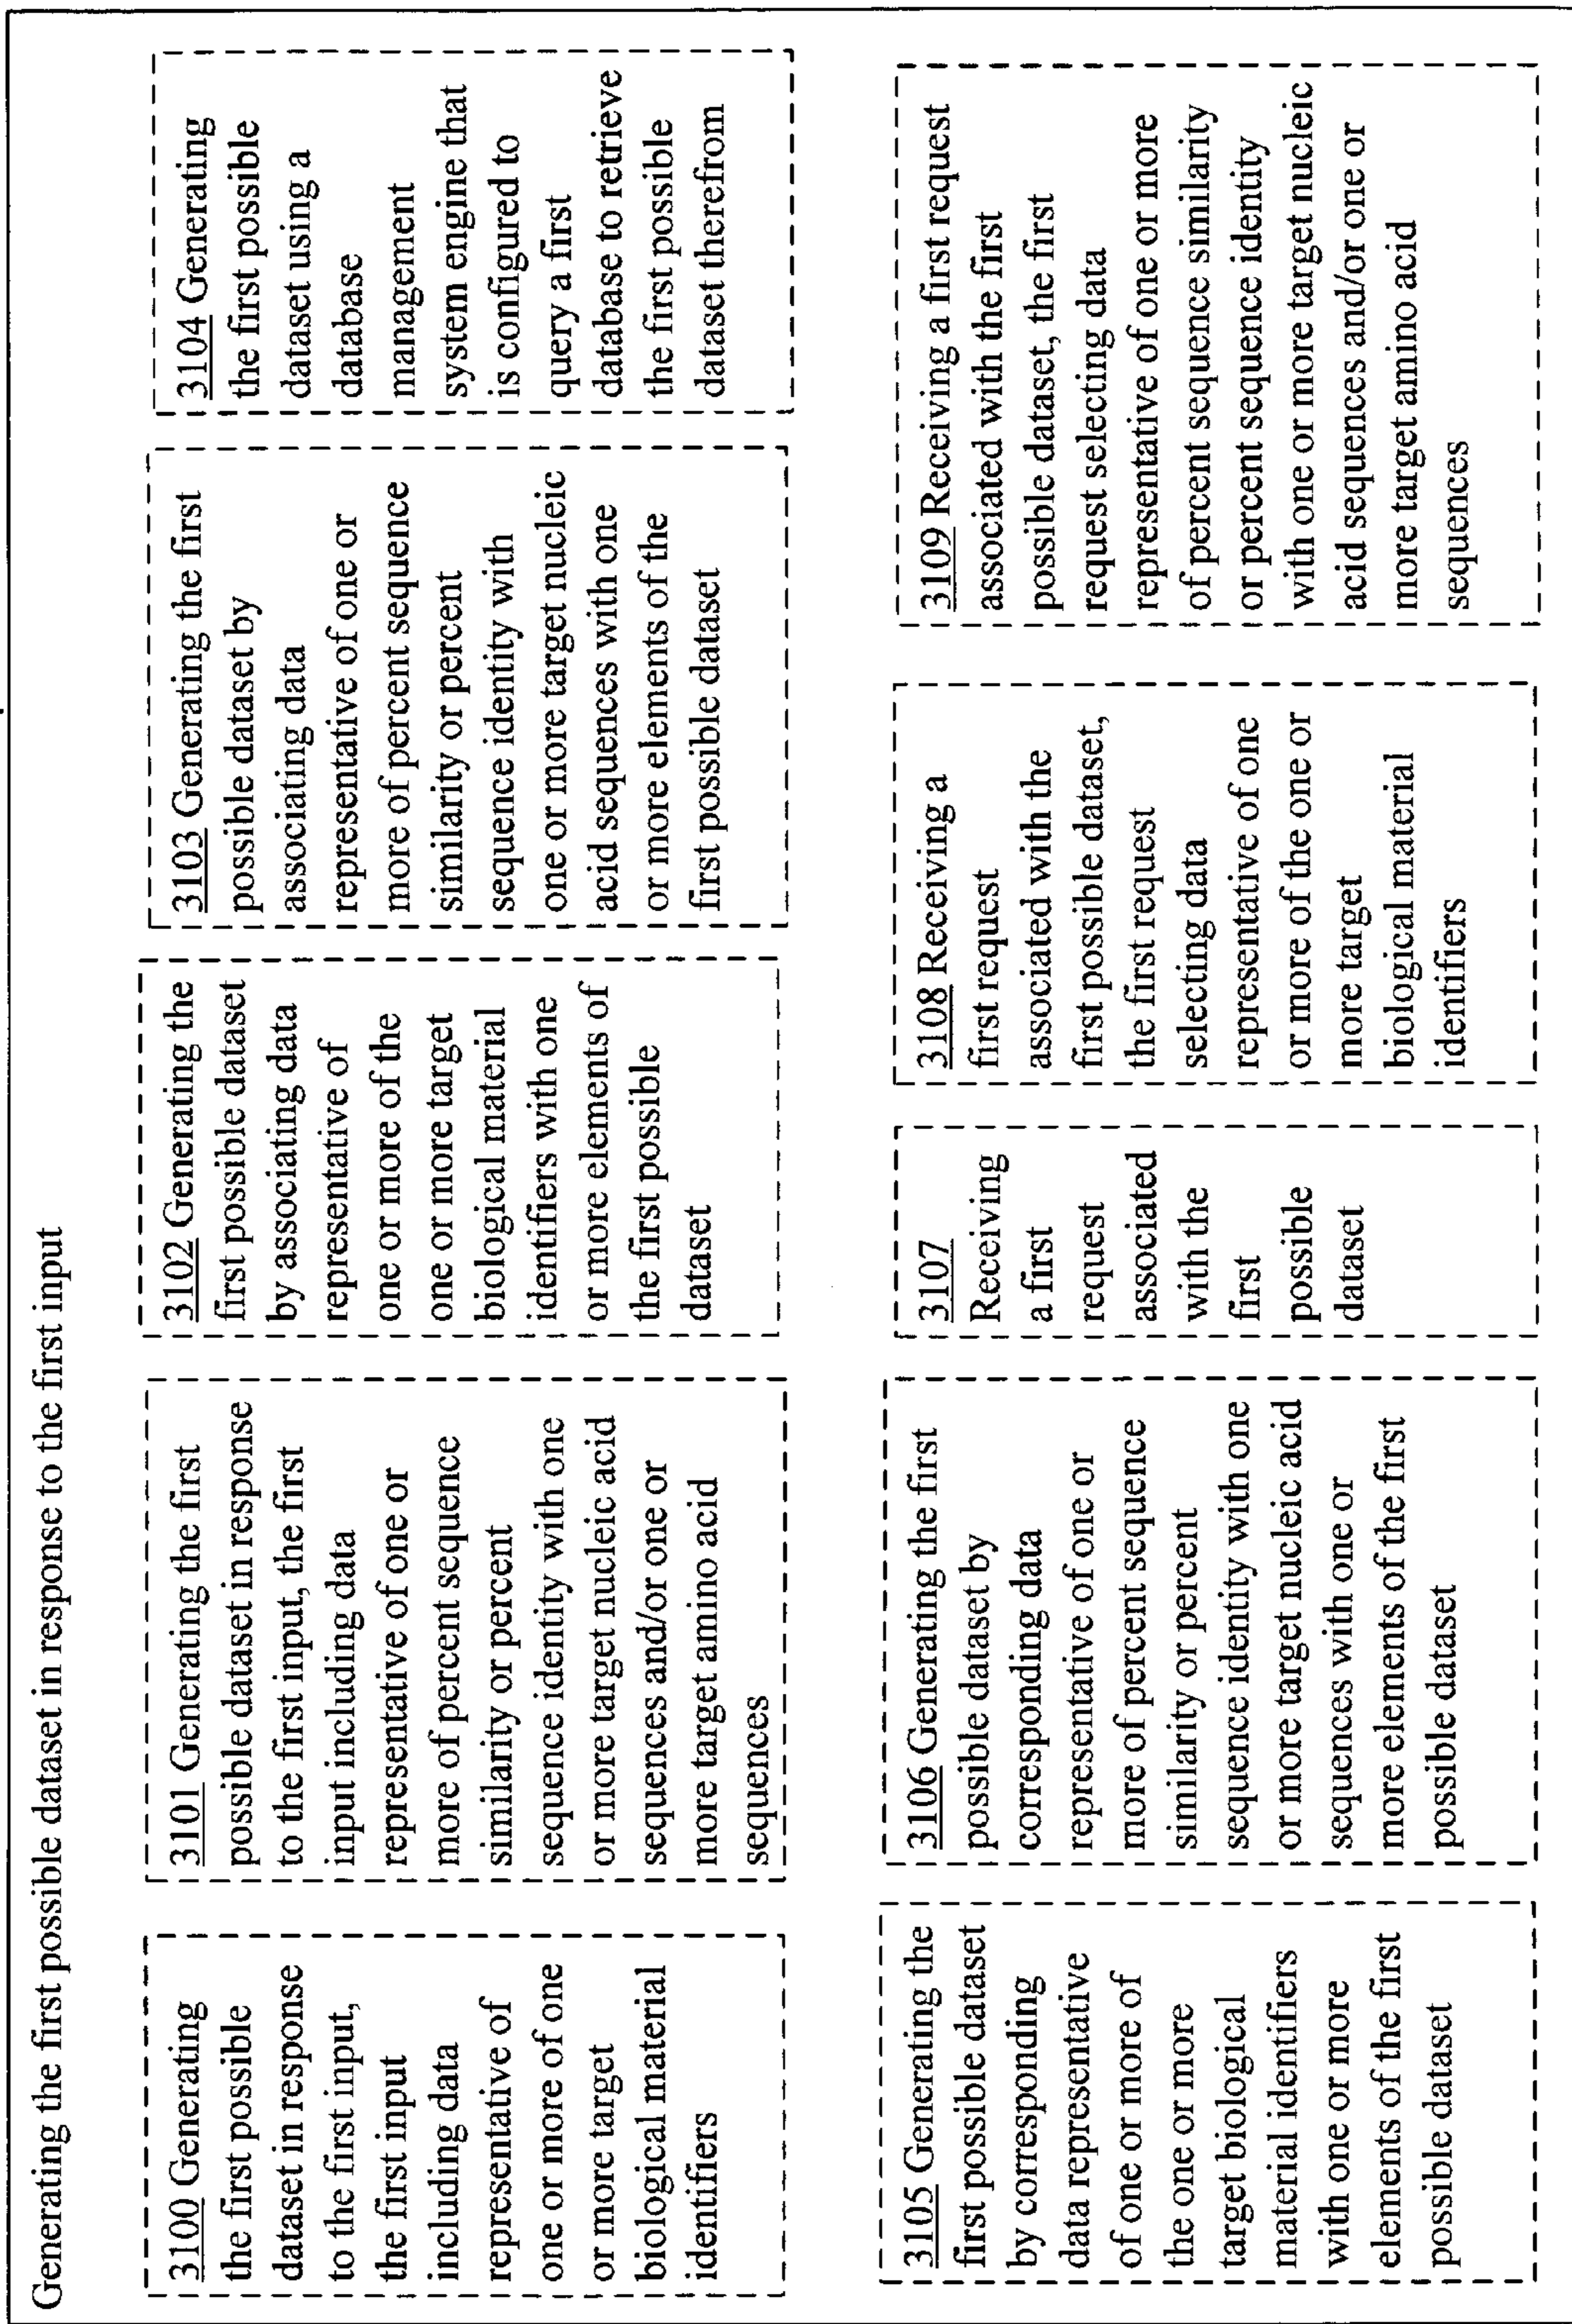 Generating the first possible dataset in response to the first input
3100 Generating
the first possible
dataset in response
to the first input,
the first input
including data
representative of
one or more of one
or more target
biological material
identifiers
3101 Generating the first
possible dataset in response
to the first input, the first
input including data
representative of one or
more of percent sequence
similarity or percent
sequence identity with one
or more target nucleic acid
sequences and/or one or
more target amino acid
sequences
3102 Generating the
first possible dataset
by associating data
representative of
one or more of the
one or more target
biological material
identifiers with one
or more elements of
the first possible
dataset
3103 Generating the first
possible dataset by
associating data
representative of one or
more of percent sequence
similarity or percent
sequence identity with
one or more target nucleic
acid sequences with one
or more elements of the
first possible dataset
3104 Generating
the first possible
dataset using a
database
management
system engine that
is configured to
query a first
database to retrieve
the first possible
dataset therefrom
3105 Generating the
first possible dataset
by corresponding
data representative
of one or more of
the one or more
target biological
material identifiers
with one or more
elements of the first
possible dataset
3106 Generating the first
possible dataset by
corresponding data
representative of one or
more of percent sequence
similarity or percent
sequence identity with one
or more target nucleic acid
sequences with one or
more elements of the first
possible dataset
3107
Receiving
a first
request
associated
with the
first
possible
dataset
3108 Receiving a
first request
associated with the
first possible dataset,
the first request
selecting data
representative of one
or more of the one or
more target
biological material
identifiers
3109 Receiving a first request
associated with the first
possible dataset, the first
request selecting data
representative of one or more
of percent sequence similarity
or percent sequence identity
with one or more target nucleic
acid sequences and/or one or
more target amino acid
sequences